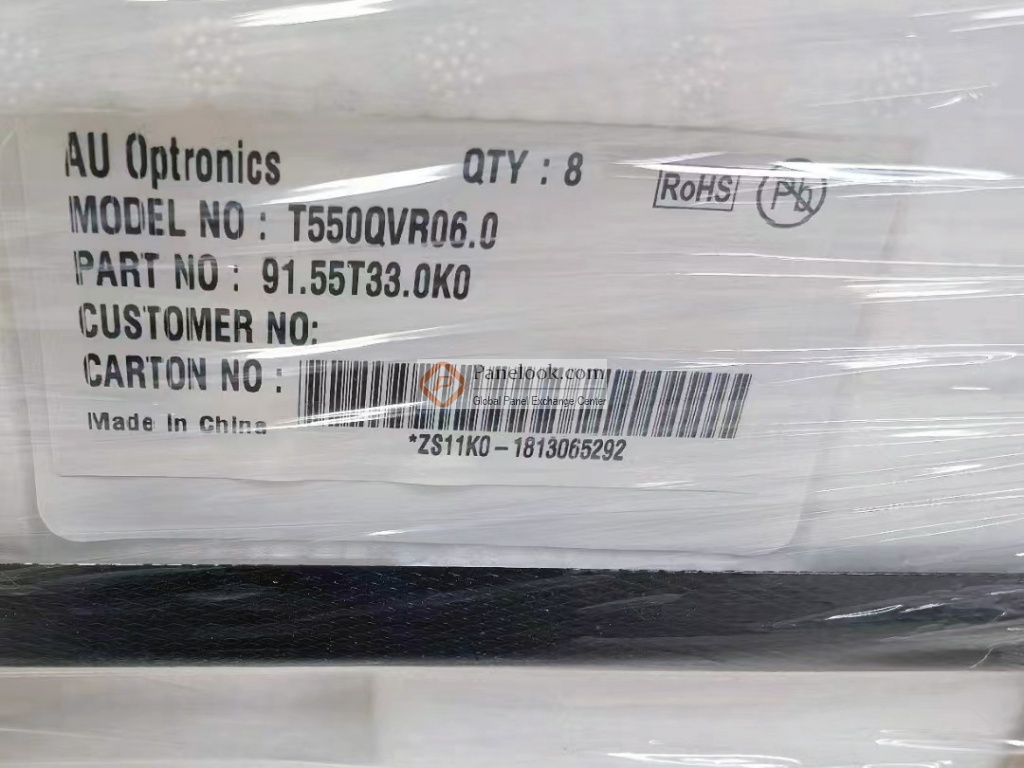 AU Optronics QTY : 8
RoHS Pb
MODEL NO : T550QVR06.0
PART NO : 91.55T33.0K0
CUSTOMER NO:
CARTON NO :
Panelook.com
Global Panel Exchange Center
Made In China
*ZS11K0-1813065292